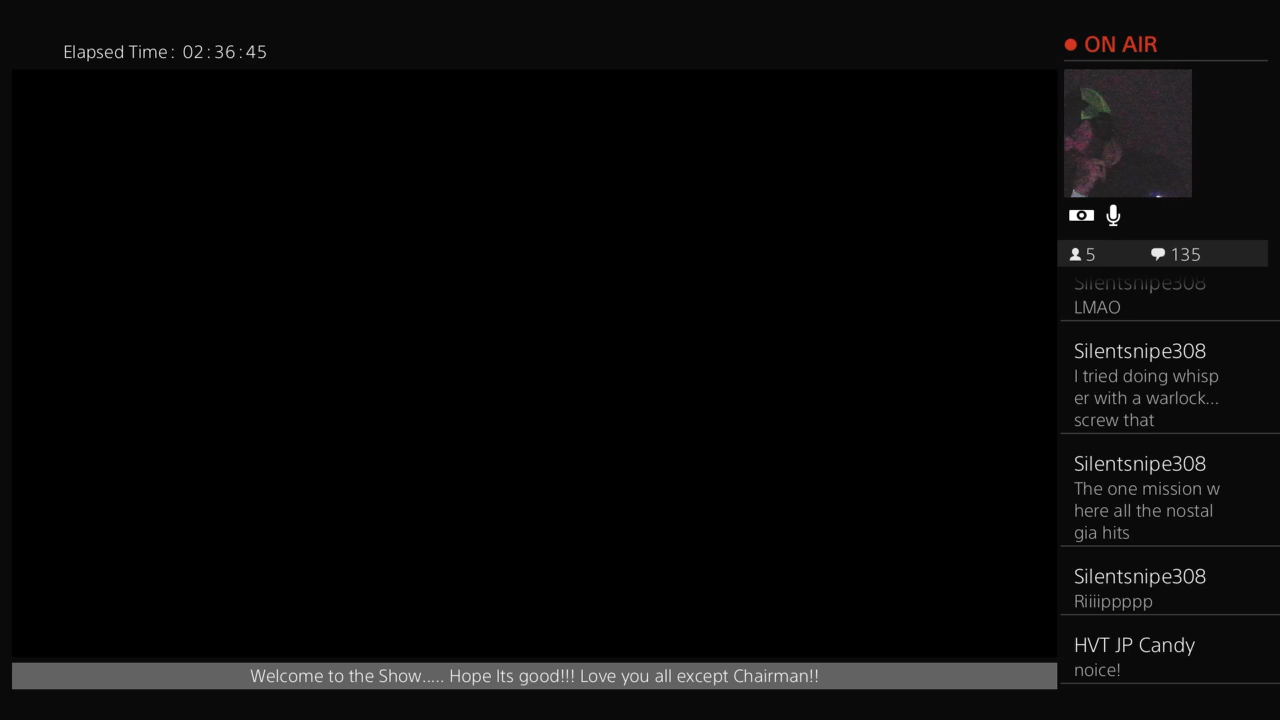 Elapsed Time: 02:36:45
ON AIR
5
135
Silentsnipe308
LMAO
Silentsnipe308
I tried doing whisp
er with a warlock...
screw that
Silentsnipe308
The one mission w
here all the nostal
gia hits
Silentsnipe308
Riiiippppp
HVT JP Candy
noice!
Welcome to the Show..... Hope Its good!!! Love you all except Chairman!!